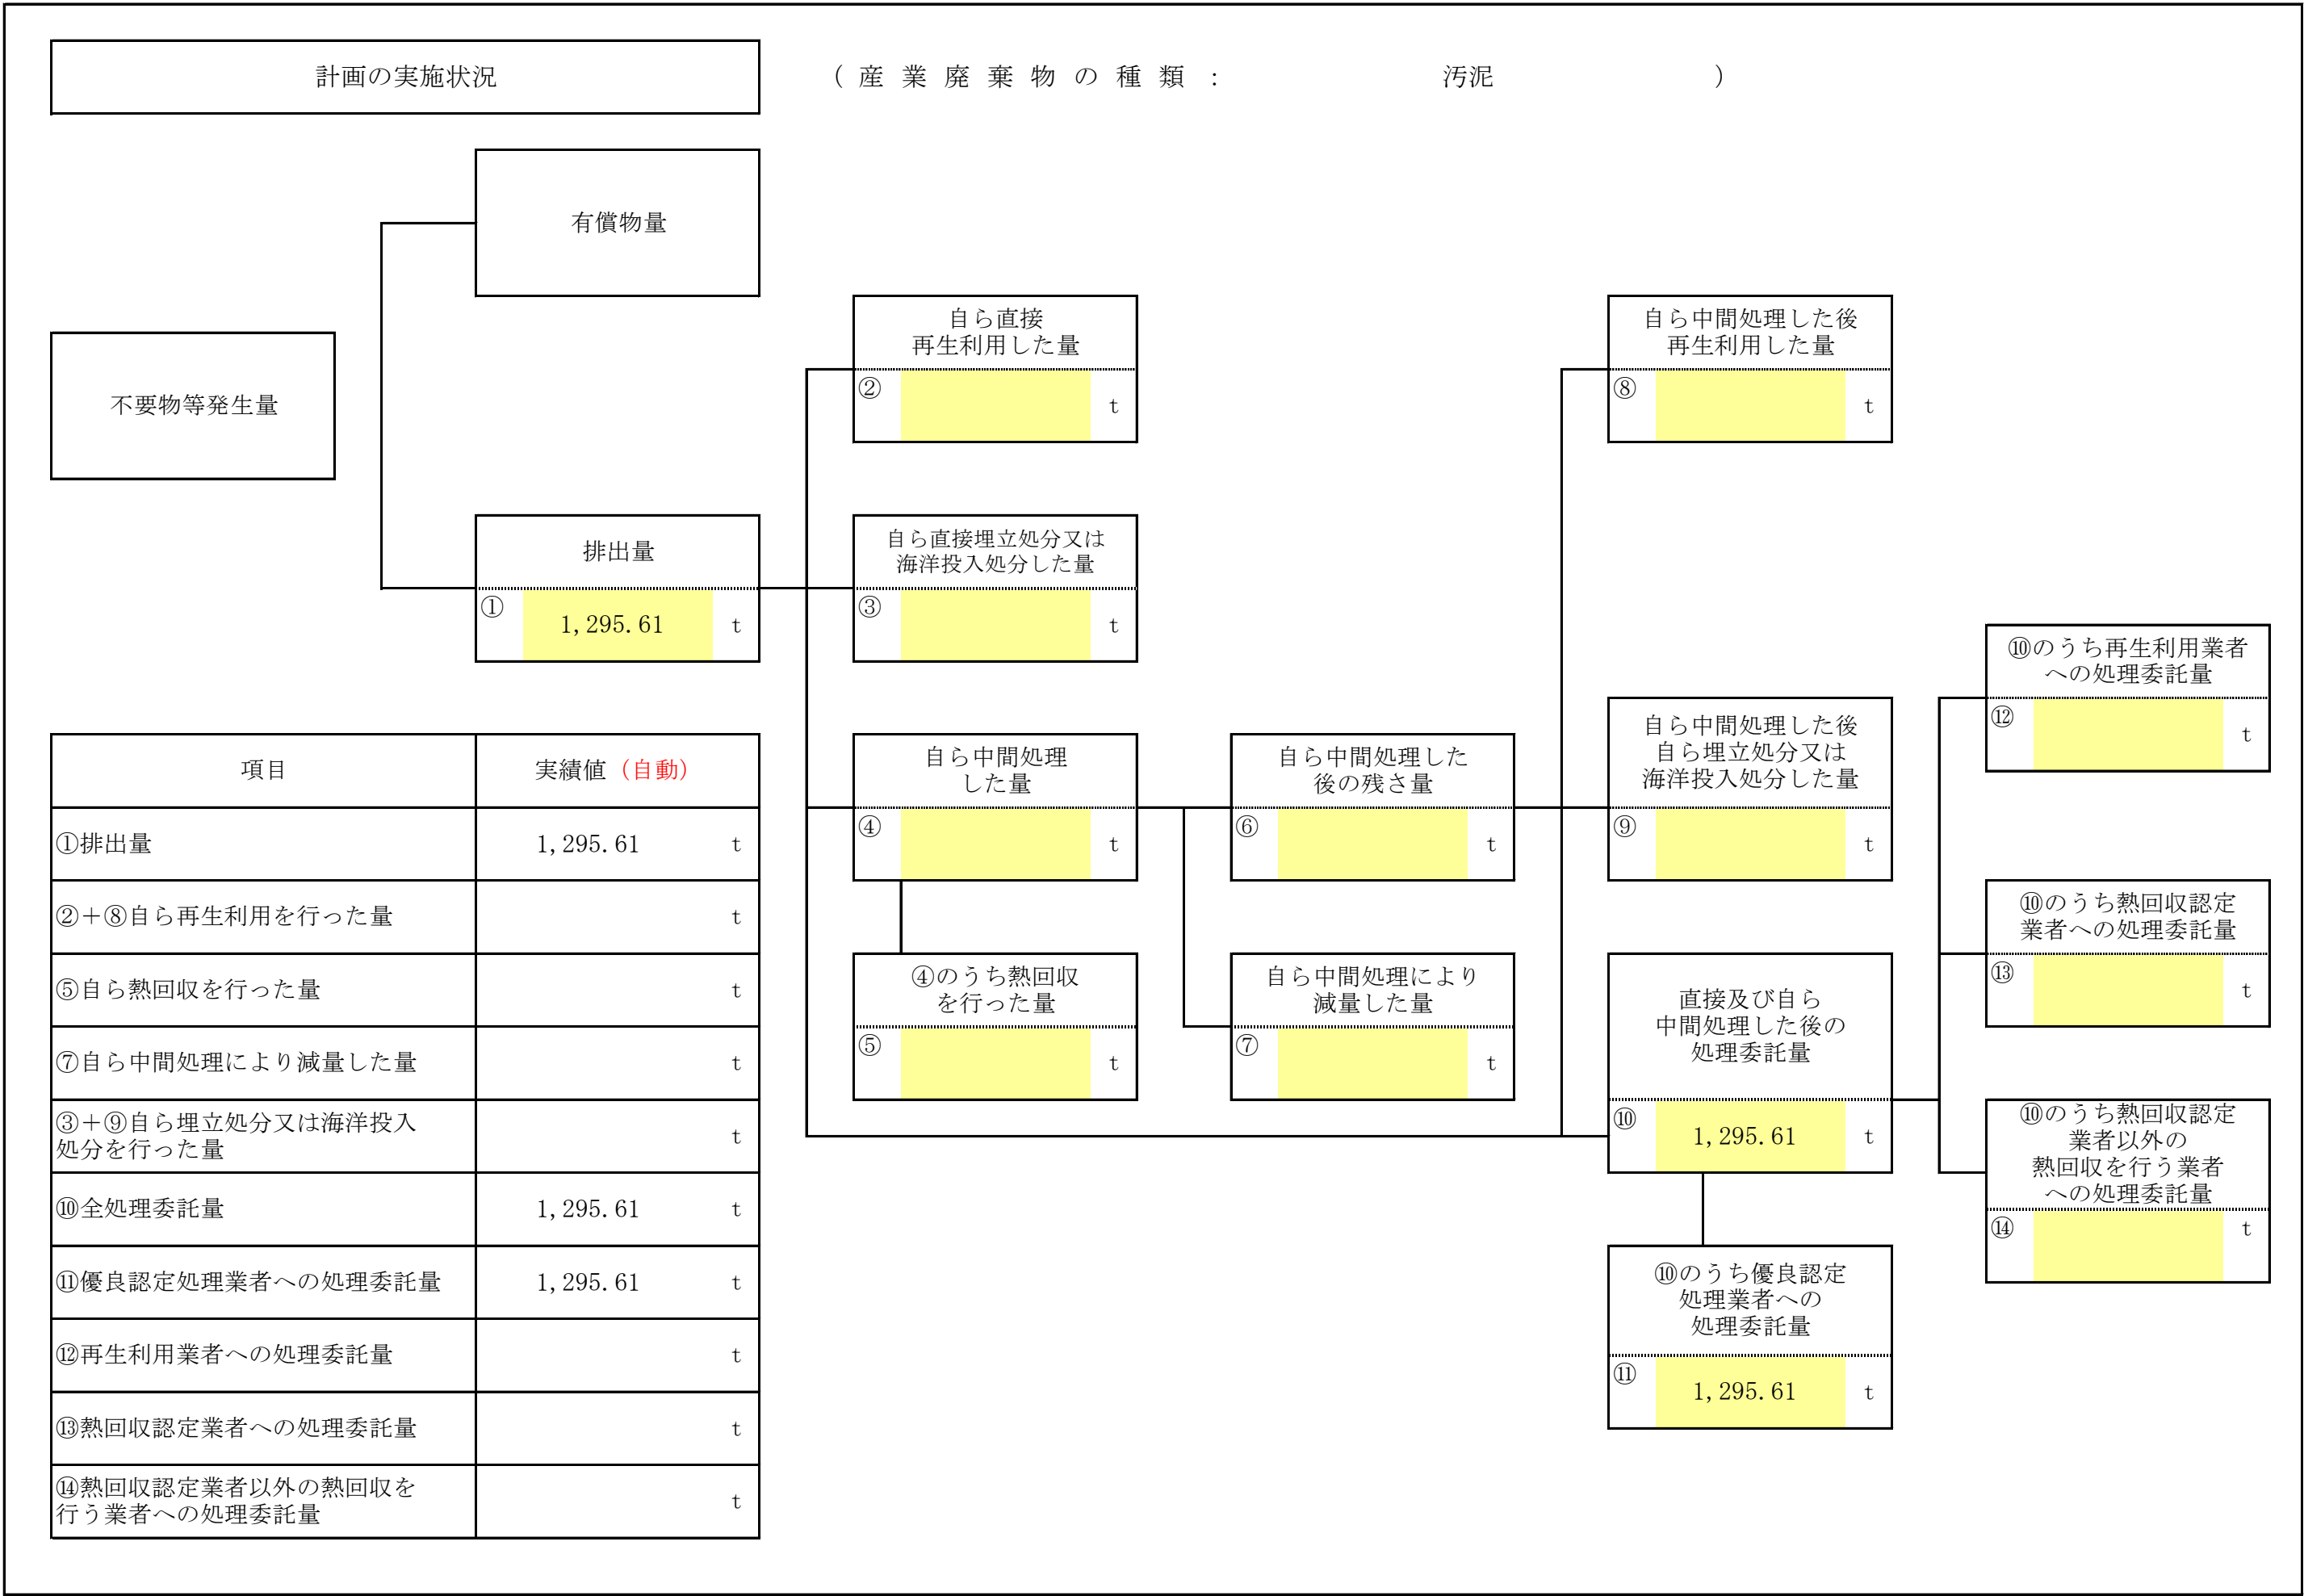 計画の実施状況
（産業廃棄物の種類：　汚泥　）
有償物量
不要物等発生量
自ら直接
再生利用した量
②
t
自ら中間処理した後
再生利用した量
⑧
t
排出量
①
1,295.61
t
自ら直接埋立処分又は
海洋投入処分した量
③
t
⑩のうち再生利用業者
への処理委託量
⑫
t
自ら中間処理
した量
④
t
自ら中間処理した
後の残さ量
⑥
t
自ら中間処理した後
自ら埋立処分又は
海洋投入処分した量
⑨
t
⑩のうち熱回収認定
業者への処理委託量
⑬
t
④のうち熱回収
を行った量
⑤
t
自ら中間処理により
減量した量
⑦
t
直接及び自ら
中間処理した後の
処理委託量
⑩
1,295.61
t
⑩のうち熱回収認定
業者以外の
熱回収を行う業者
への処理委託量
⑭
t
⑩のうち優良認定
処理業者への
処理委託量
⑪
1,295.61
t
項目　実績値（自動）
①排出量　1,295.61　t
②＋⑧自ら再生利用を行った量　t
⑤自ら熱回収を行った量　t
⑦自ら中間処理により減量した量　t
③＋⑨自ら埋立処分又は海洋投入
処分を行った量　t
⑩全処理委託量　1,295.61　t
⑪優良認定処理業者への処理委託量　1,295.61　t
⑫再生利用業者への処理委託量　t
⑬熱回収認定業者への処理委託量　t
⑭熱回収認定業者以外の熱回収を
行う業者への処理委託量　t